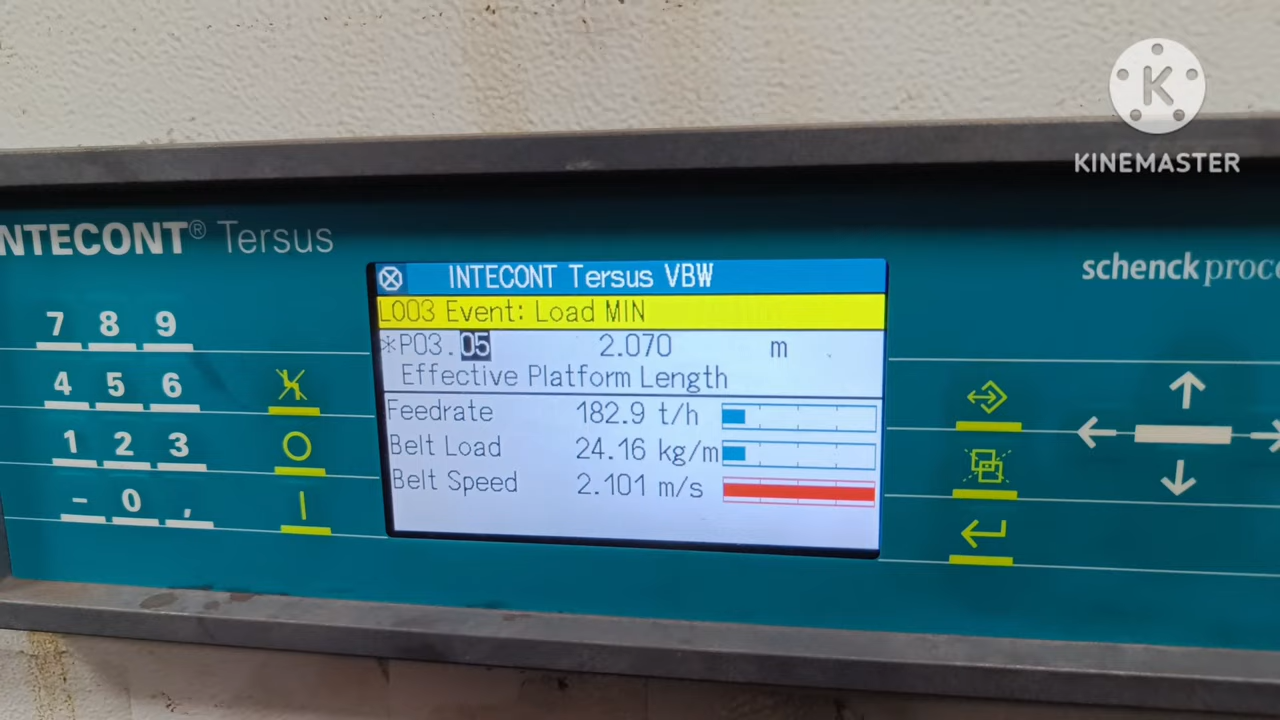 K
KINEMASTER
NTECONT® Tersus
schenck proce
INTECONT Tersus VBW
L003 Event: Load MIN
*P03.05 2.070 m
Effective Platform Length
Feedrate 182.9 t/h
Belt Load 24.16 kg/m
Belt Speed 2.101 m/s
7 8 9
4 5 6
1 2 3
- 0 ,